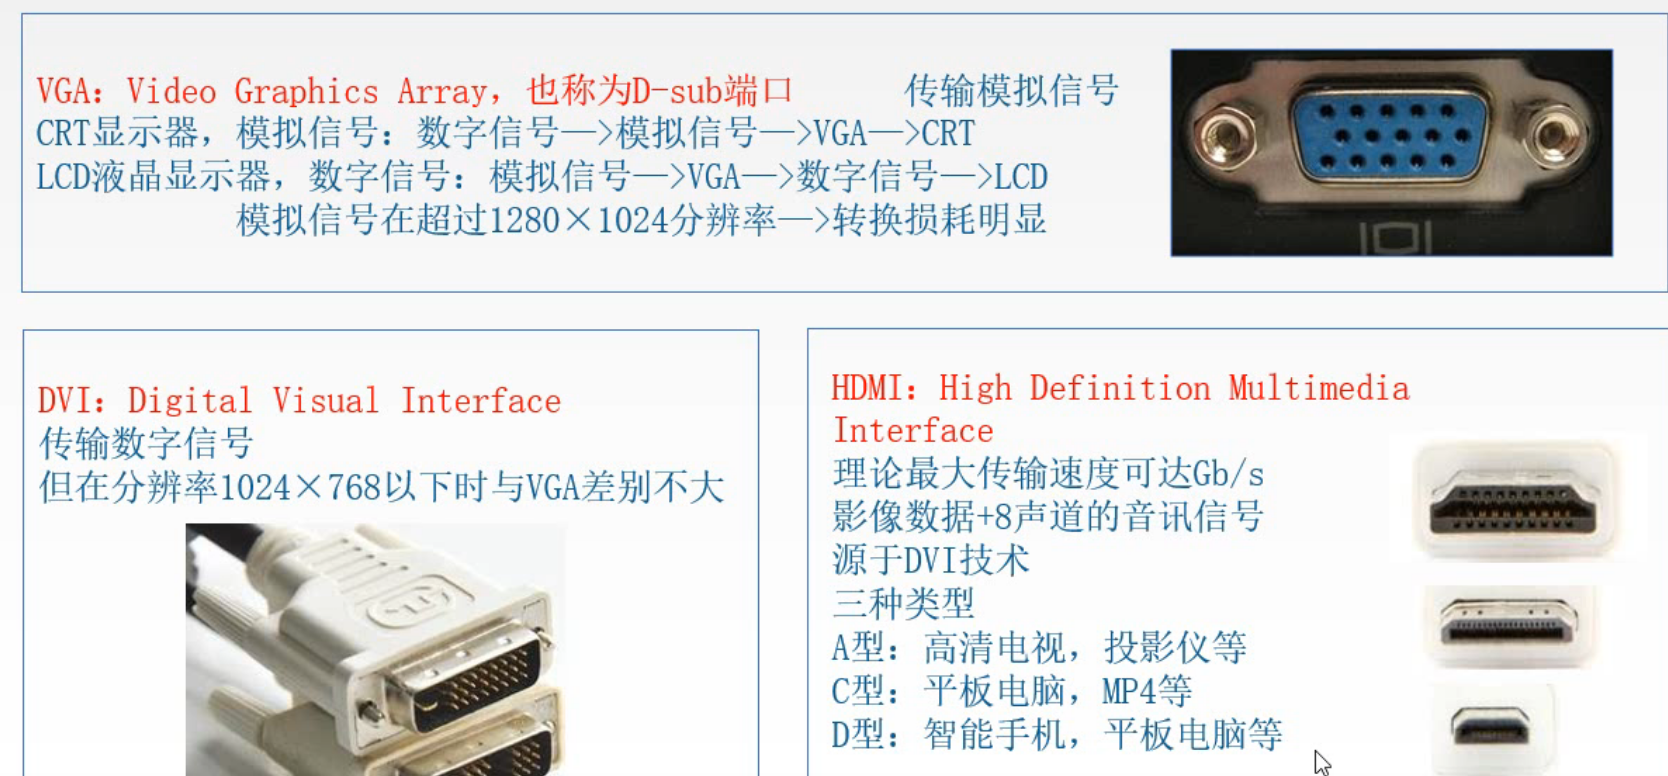 VGA：Video Graphics Array，也称为D-sub端口 传输模拟信号
CRT显示器，模拟信号：数字信号—>模拟信号—>VGA—>CRT
LCD液晶显示器，数字信号：模拟信号—>VGA—>数字信号—>LCD
模拟信号在超过1280×1024分辨率—>转换损耗明显
DVI：Digital Visual Interface
传输数字信号
但在分辨率1024×768以下时与VGA差别不大
HDMI：High Definition Multimedia
Interface
理论最大传输速度可达Gb/s
影像数据+8声道的音讯信号
源于DVI技术
三种类型
A型：高清电视，投影仪等
C型：平板电脑，MP4等
D型：智能手机，平板电脑等